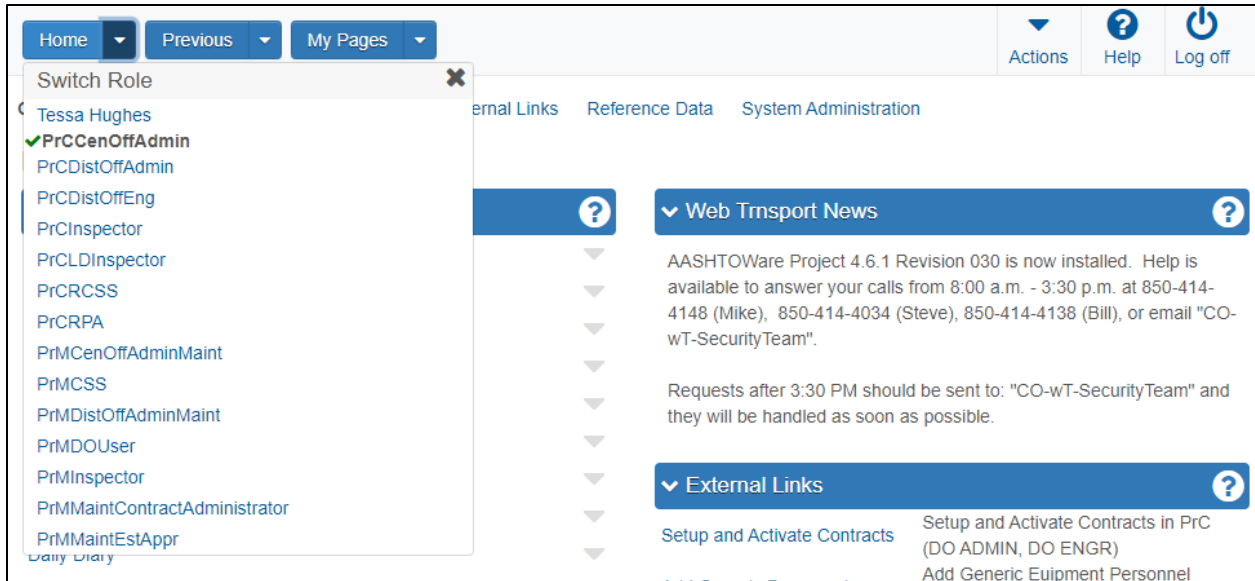 Home
Previous
My Pages
Actions
Help
Log off
Switch Role
Tessa Hughes
PrCCenOffAdmin
PrCDistOffAdmin
PrCDistOffEng
PrCInspector
PrCLDInspector
PrCRCSS
PrCRPA
PrMCenOffAdminMaint
PrMCSS
PrMDistOffAdminMaint
PrMDOUser
PrMInspector
PrMMaintContractAdministrator
PrMMaintEstAppr
Daily Diary
ernal Links
Reference Data
System Administration
Web Trnsport News
AASHTOWare Project 4.6.1 Revision 030 is now installed. Help is
available to answer your calls from 8:00 a.m. - 3:30 p.m. at 850-414-
4148 (Mike), 850-414-4034 (Steve), 850-414-4138 (Bill), or email "CO-
wT-SecurityTeam".
Requests after 3:30 PM should be sent to: "CO-wT-SecurityTeam" and
they will be handled as soon as possible.
External Links
Setup and Activate Contracts
Setup and Activate Contracts in PrC
(DO ADMIN, DO ENGR)
Add Generic Euipment Personnel